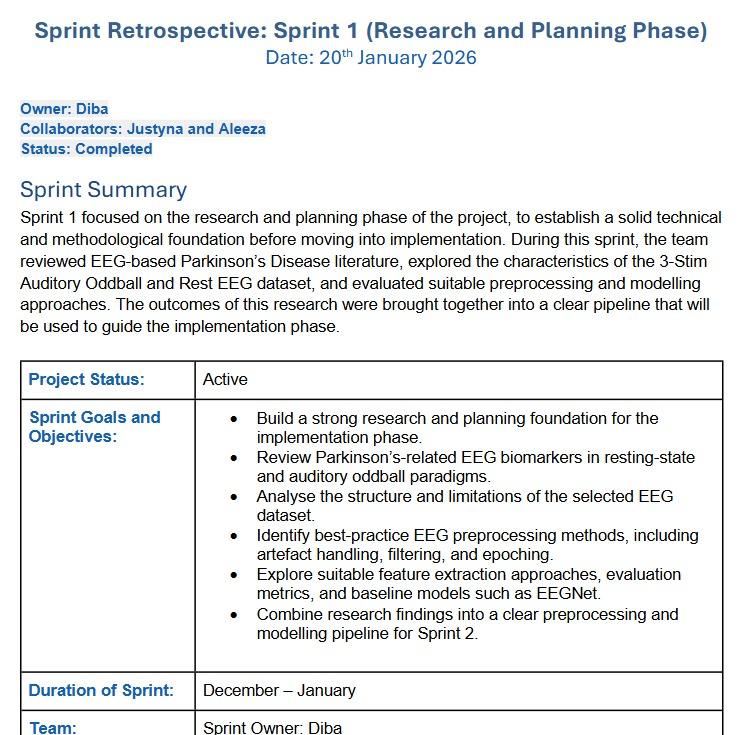 Sprint Retrospective: Sprint 1 (Research and Planning Phase)
Date: 20th January 2026
Owner: Diba
Collaborators: Justyna and Aleeza
Status: Completed
Sprint Summary
Sprint 1 focused on the research and planning phase of the project, to establish a solid technical
and methodological foundation before moving into implementation. During this sprint, the team
reviewed EEG-based Parkinson's Disease literature, explored the characteristics of the 3-Stim
Auditory Oddball and Rest EEG dataset, and evaluated suitable preprocessing and modelling
approaches. The outcomes of this research were brought together into a clear pipeline that will
be used to guide the implementation phase.
Project Status:
Active
Sprint Goals and
Objectives:
• Build a strong research and planning foundation for the
implementation phase.
• Review Parkinson's-related EEG biomarkers in resting-state
and auditory oddball paradigms.
• Analyse the structure and limitations of the selected EEG
dataset.
• Identify best-practice EEG preprocessing methods, including
artefact handling, filtering, and epoching.
• Explore suitable feature extraction approaches, evaluation
metrics, and baseline models such as EEGNet.
• Combine research findings into a clear preprocessing and
modelling pipeline for Sprint 2.
Duration of Sprint:
December – January
Team:
Sprint Owner: Diba